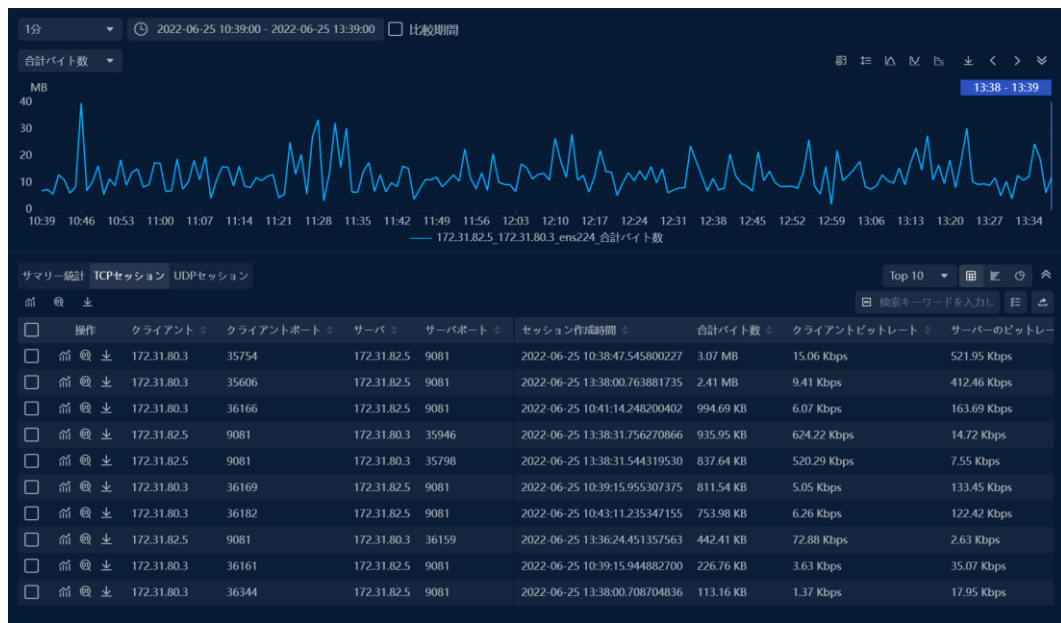 1分 2022-06-25 10:39:00 - 2022-06-25 13:39:00 比較期間
合計バイト数
MB 13:38 - 13:39
40
30
20
10
0
10:39 10:46 10:53 11:00 11:07 11:14 11:21 11:28 11:35 11:42 11:49 11:56 12:03 12:10 12:17 12:24 12:31 12:38 12:45 12:52 12:59 13:06 13:13 13:20 13:27 13:34
172.31.82.5_172.31.80.3_ens224_合計バイト数
サマリー統計 TCPセッション UDPセッション Top 10
検索キーワードを入力し
操作 クライアント クライアントポート サーバ サーバポート セッション作成時間 合計バイト数 クライアントビットレート サーバーのビットレー
172.31.80.3 35754 172.31.82.5 9081 2022-06-25 10:38:47.545800227 3.07 MB 15.06 Kbps 521.95 Kbps
172.31.80.3 35606 172.31.82.5 9081 2022-06-25 13:38:00.763881735 2.41 MB 9.41 Kbps 412.46 Kbps
172.31.80.3 36166 172.31.82.5 9081 2022-06-25 10:41:14.248200402 994.69 KB 6.07 Kbps 163.69 Kbps
172.31.82.5 9081 172.31.80.3 35946 2022-06-25 13:38:31.756270866 935.95 KB 624.22 Kbps 14.72 Kbps
172.31.82.5 9081 172.31.80.3 35798 2022-06-25 13:38:31.544319530 837.64 KB 520.29 Kbps 7.55 Kbps
172.31.80.3 36169 172.31.82.5 9081 2022-06-25 10:39:15.955307375 811.54 KB 5.05 Kbps 133.45 Kbps
172.31.80.3 36182 172.31.82.5 9081 2022-06-25 10:43:11.235347155 753.98 KB 6.26 Kbps 122.42 Kbps
172.31.82.5 9081 172.31.80.3 36159 2022-06-25 13:36:24.451357563 442.41 KB 72.88 Kbps 2.63 Kbps
172.31.80.3 36161 172.31.82.5 9081 2022-06-25 10:39:15.944882700 226.76 KB 3.63 Kbps 35.07 Kbps
172.31.80.3 36344 172.31.82.5 9081 2022-06-25 13:38:00.708704836 113.16 KB 1.37 Kbps 17.95 Kbps